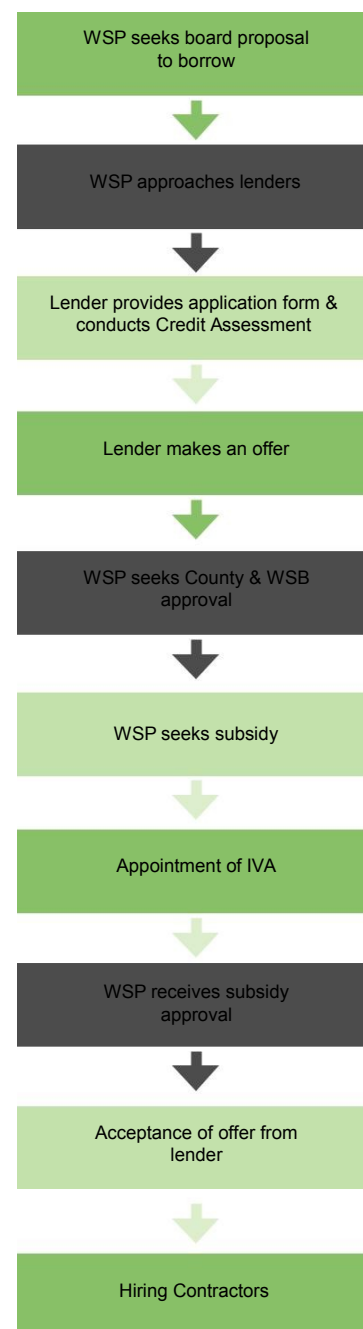 WSP seeks board proposal
to borrow
WSP approaches lenders
Lender provides application form &
conducts Credit Assessment
Lender makes an offer
WSP seeks County & WSB
approval
WSP seeks subsidy
Appointment of IVA
WSP receives subsidy
approval
Acceptance of offer from
lender
Hiring Contractors